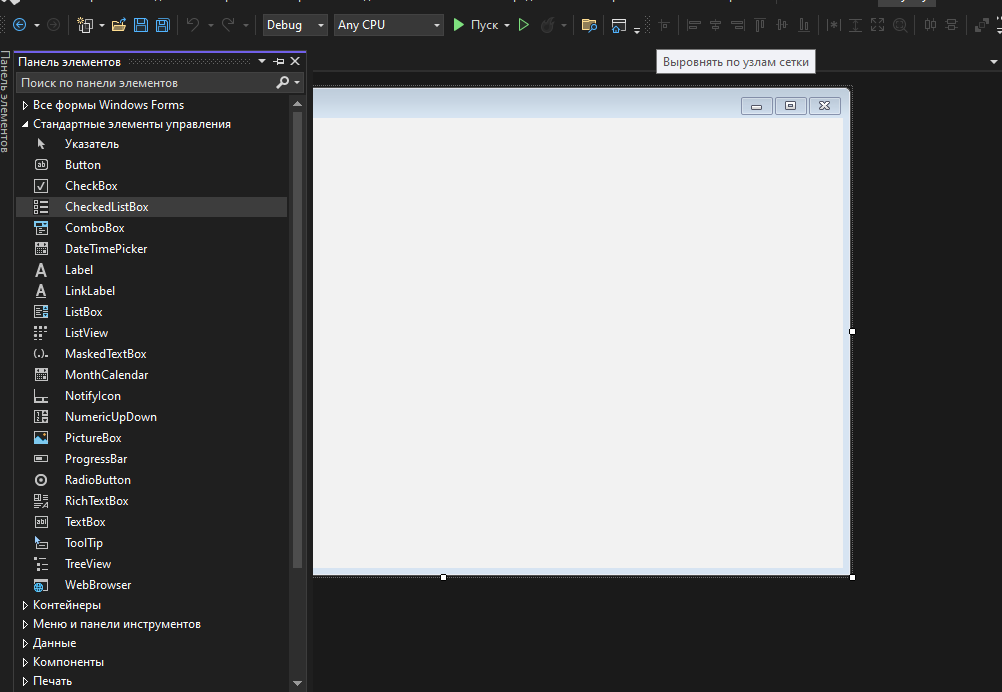 Debug
Any CPU
Пуск
Панель элементов
Выровнять по узлам сетки
Панель элементов
Поиск по панели элементов
Все формы Windows Forms
Стандартные элементы управления
Указатель
Button
CheckBox
CheckedListBox
ComboBox
DateTimePicker
Label
LinkLabel
ListBox
ListView
MaskedTextBox
MonthCalendar
NotifyIcon
NumericUpDown
PictureBox
ProgressBar
RadioButton
RichTextBox
TextBox
ToolTip
TreeView
WebBrowser
Контейнеры
Меню и панели инструментов
Данные
Компоненты
Печать